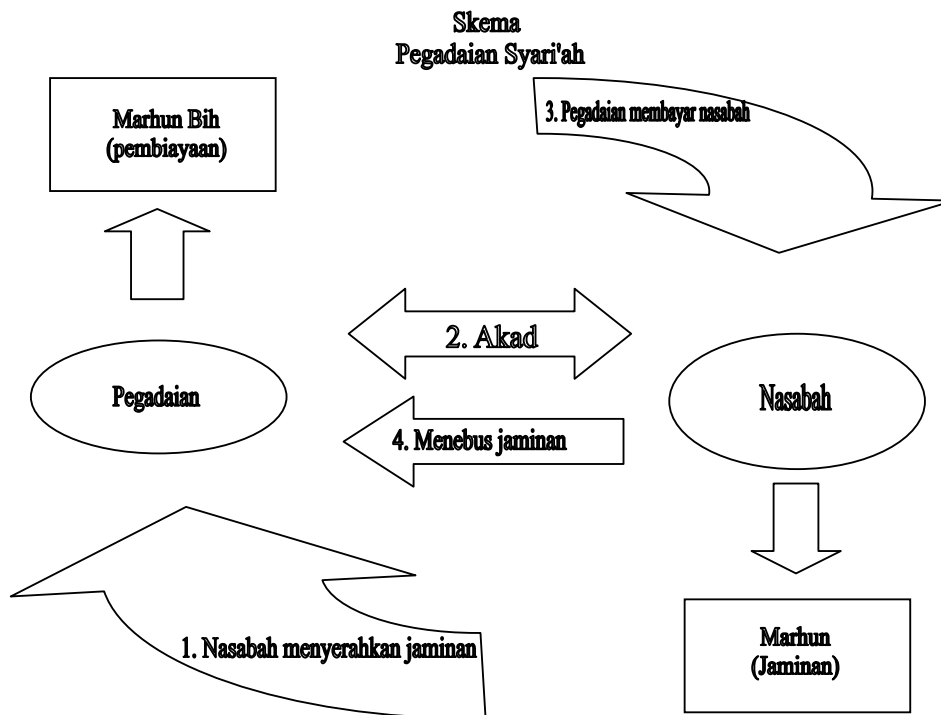 Skema
Pegadaian Syari'ah
Marhun Bih
(pembiayaan)
3. Pegadaian membayar nasabah
2. Akad
Pegadaian
Nasabah
4. Menebus jaminan
1. Nasabah menyerahkan jaminan
Marhun
(Jaminan)